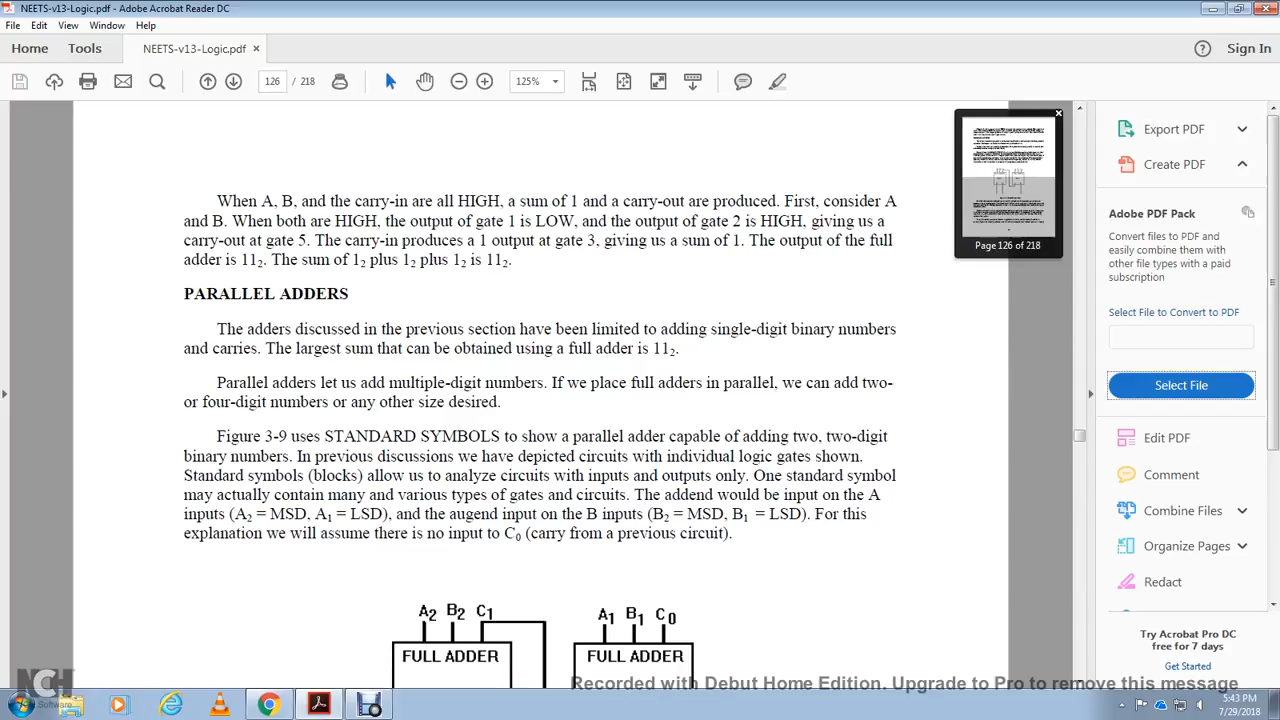 NEETS-v13-Logic.pdf - Adobe Acrobat Reader DC
File Edit View Window Help
Home Tools NEETS-v13-Logic.pdf × Sign In
126 / 218 125%
When A, B, and the carry-in are all HIGH, a sum of 1 and a carry-out are produced. First, consider A
and B. When both are HIGH, the output of gate 1 is LOW, and the output of gate 2 is HIGH, giving us a
carry-out at gate 5. The carry-in produces a 1 output at gate 3, giving us a sum of 1. The output of the full
adder is 11₂. The sum of 1₂ plus 1₂ plus 1₂ is 11₂.
PARALLEL ADDERS
The adders discussed in the previous section have been limited to adding single-digit binary numbers
and carries. The largest sum that can be obtained using a full adder is 11₂.
Parallel adders let us add multiple-digit numbers. If we place full adders in parallel, we can add two-
or four-digit numbers or any other size desired.
Figure 3-9 uses STANDARD SYMBOLS to show a parallel adder capable of adding two, two-digit
binary numbers. In previous discussions we have depicted circuits with individual logic gates shown.
Standard symbols (blocks) allow us to analyze circuits with inputs and outputs only. One standard symbol
may actually contain many and various types of gates and circuits. The addend would be input on the A
inputs (A₂ = MSD, A₁ = LSD), and the augend input on the B inputs (B₂ = MSD, B₁ = LSD). For this
explanation we will assume there is no input to C₀ (carry from a previous circuit).
A₂ B₂ C₁ A₁ B₁ C₀
FULL ADDER FULL ADDER
Page 126 of 218
Export PDF
Create PDF
Adobe PDF Pack
Convert files to PDF and
easily combine them with
other file types with a paid
subscription
Select File to Convert to PDF
Select File
Edit PDF
Comment
Combine Files
Organize Pages
Redact
Try Acrobat Pro DC
free for 7 days
Get Started
Recorded with Debut Home Edition. Upgrade to Pro to remove this message
NCH
Software
5:43 PM
7/29/2018